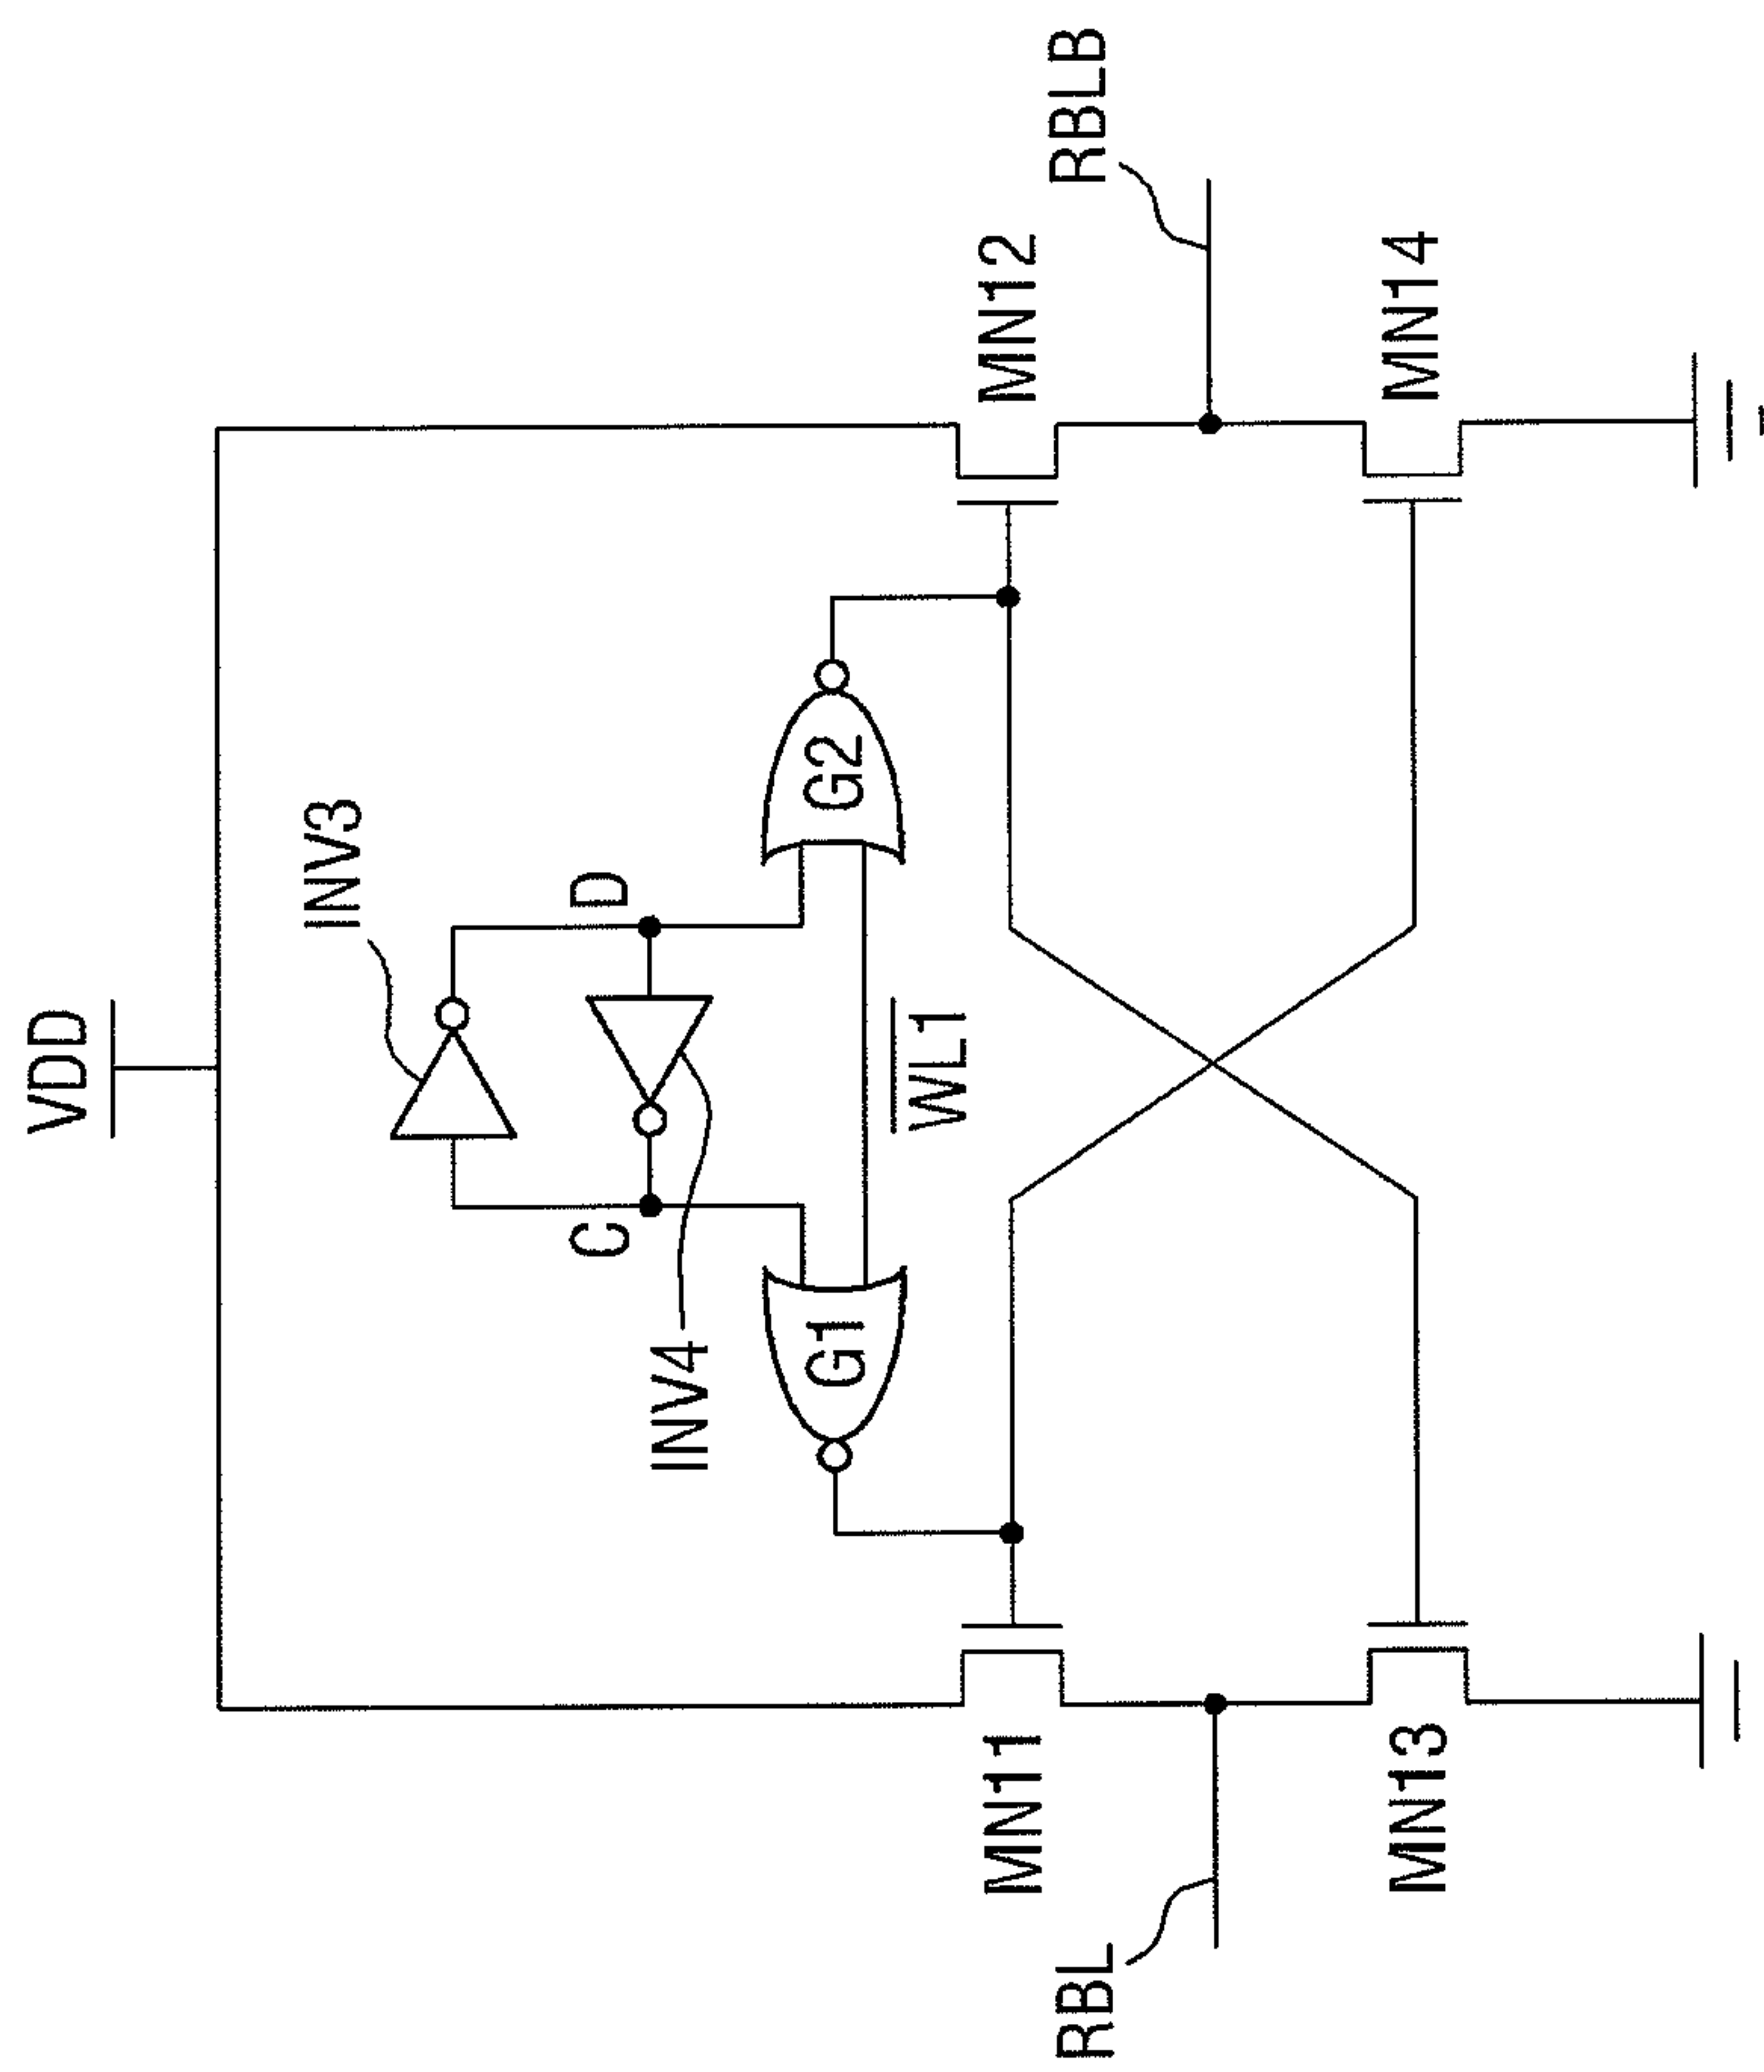 VDD
INV3
C
D
INV4
G1
G2
WL1
MN11
MN12
RBL
RBLB
MN13
MN14